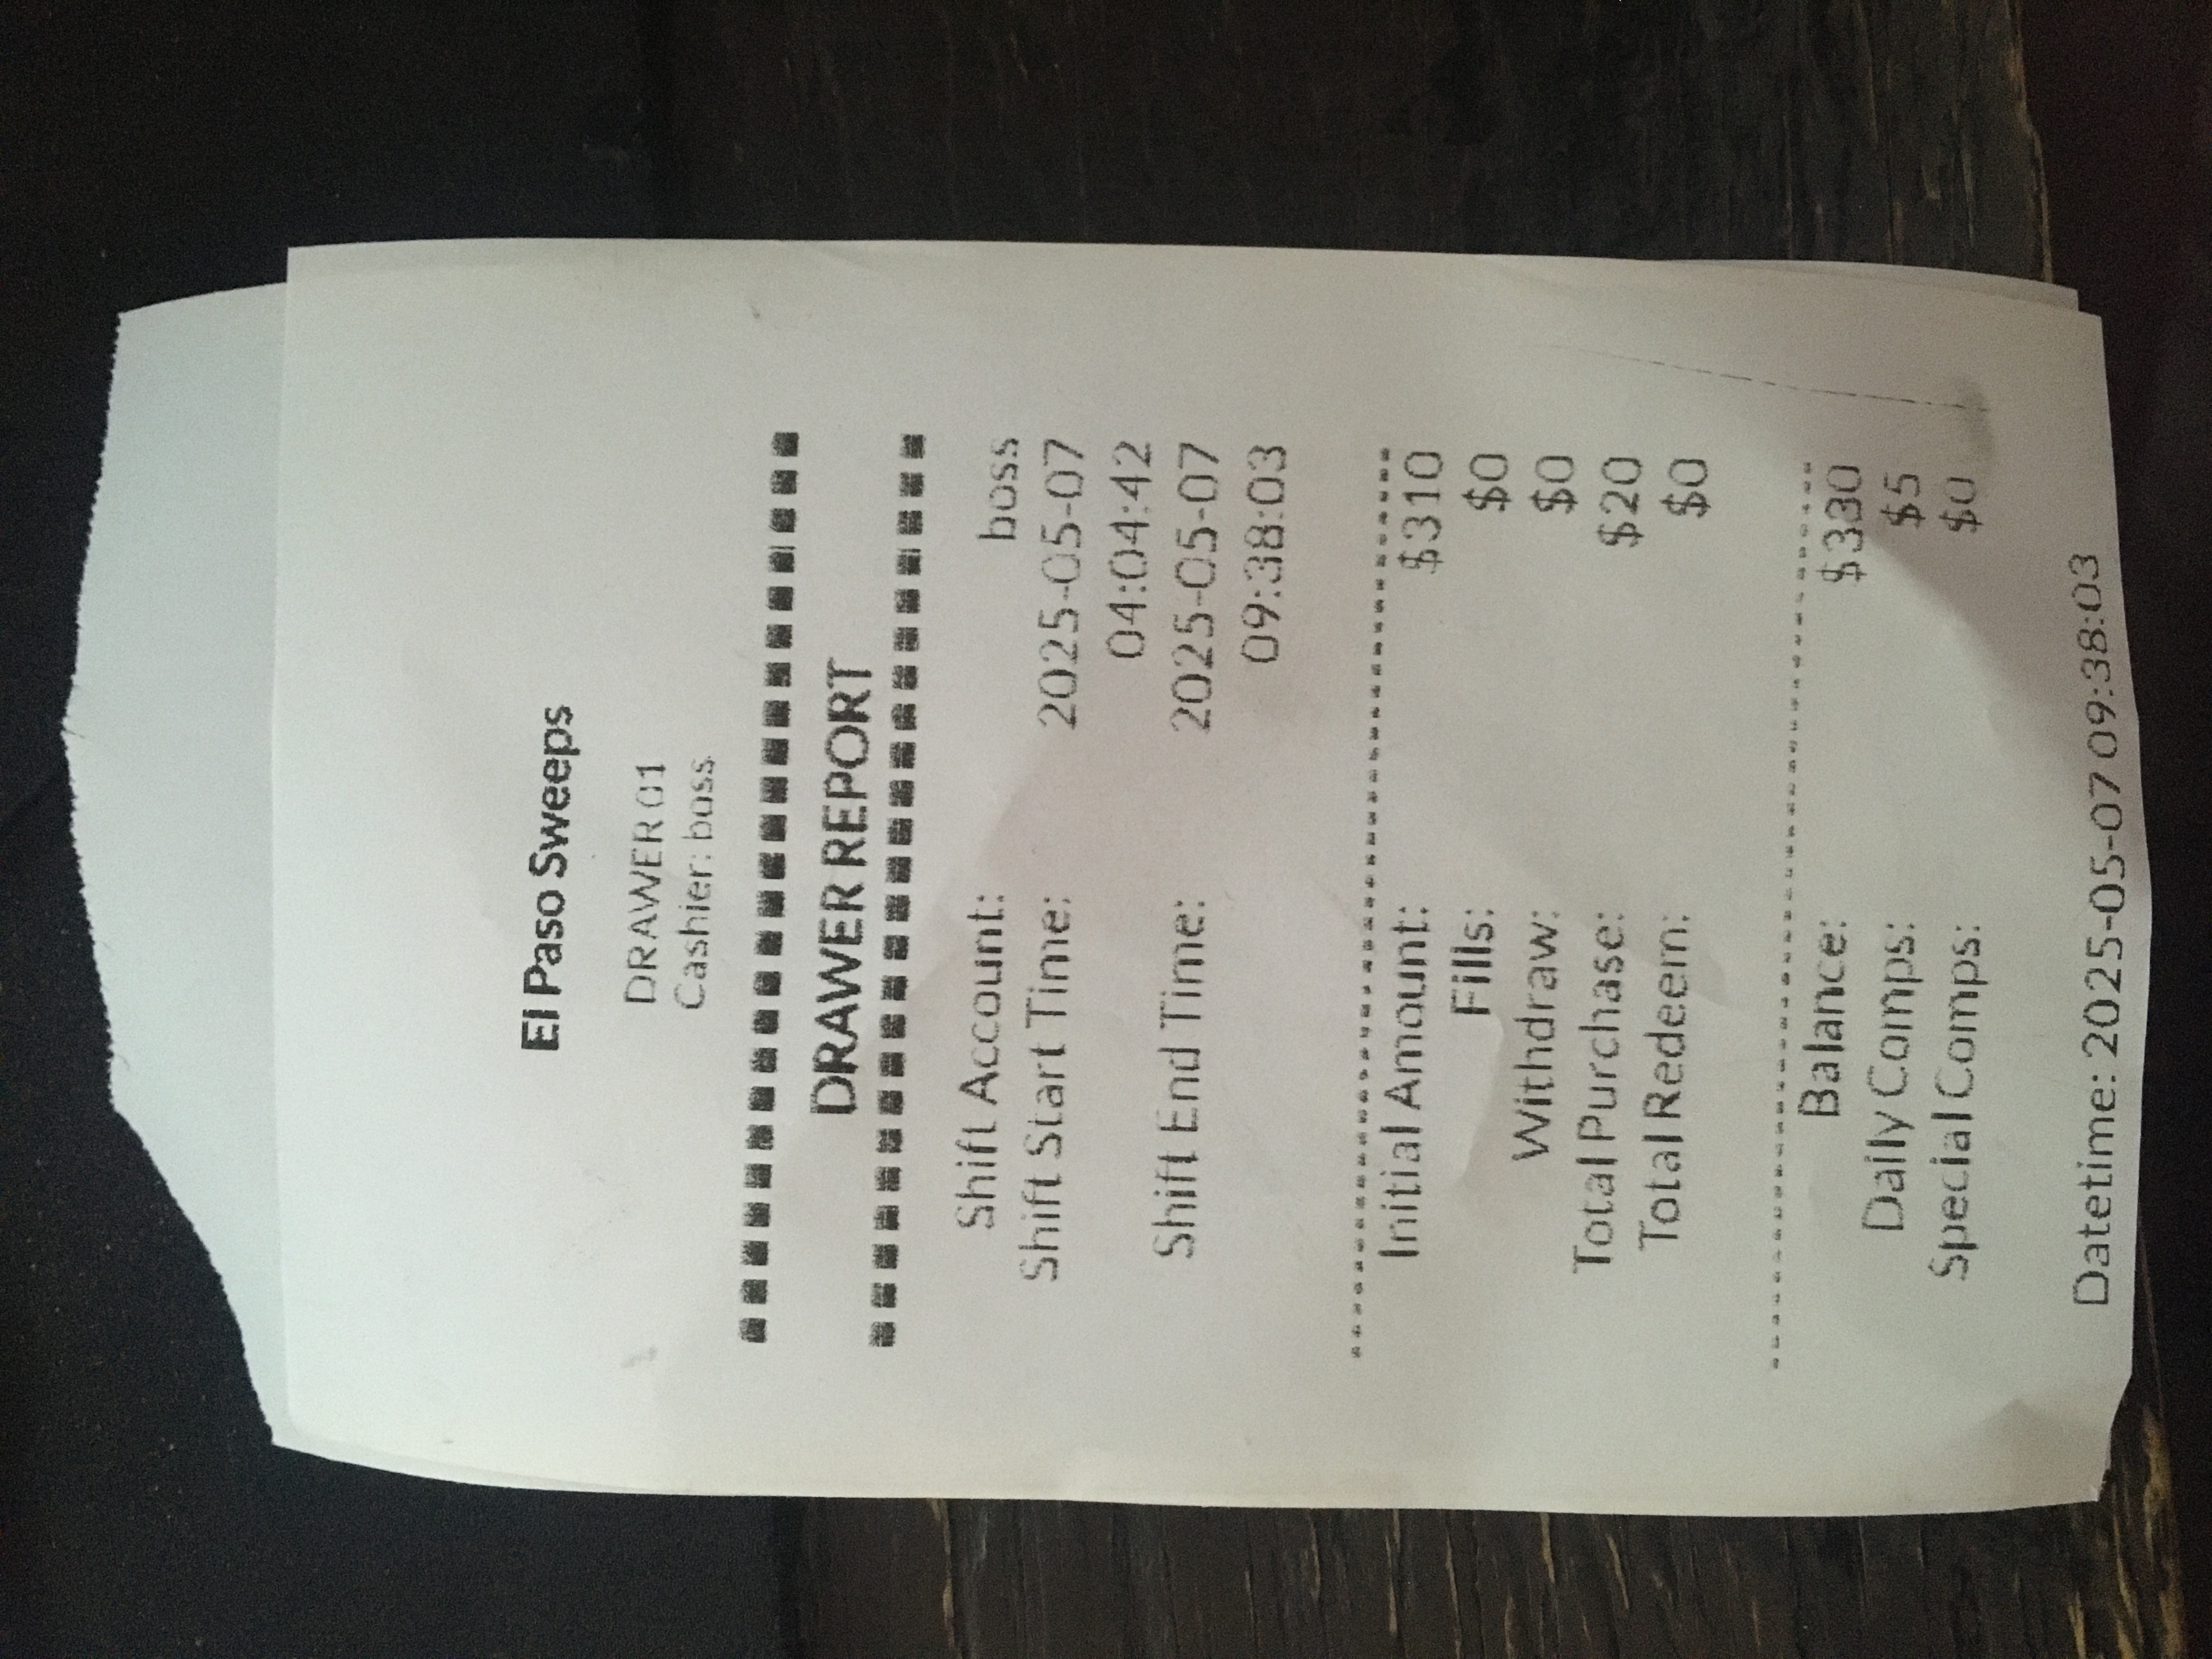 El Paso Sweeps
DRAWER 01
Cashier: boss
DRAWER REPORT
Shift Account: boss
Shift Start Time: 2025-05-07
04:04:42
Shift End Time: 2025-05-07
09:38:03
Initial Amount: $310
Fills: $0
Withdraw: $0
Total Purchase: $20
Total Redeem: $0
Balance: $330
Daily Comps: $5
Special Comps: $0
Datetime: 2025-05-07 09:38:03